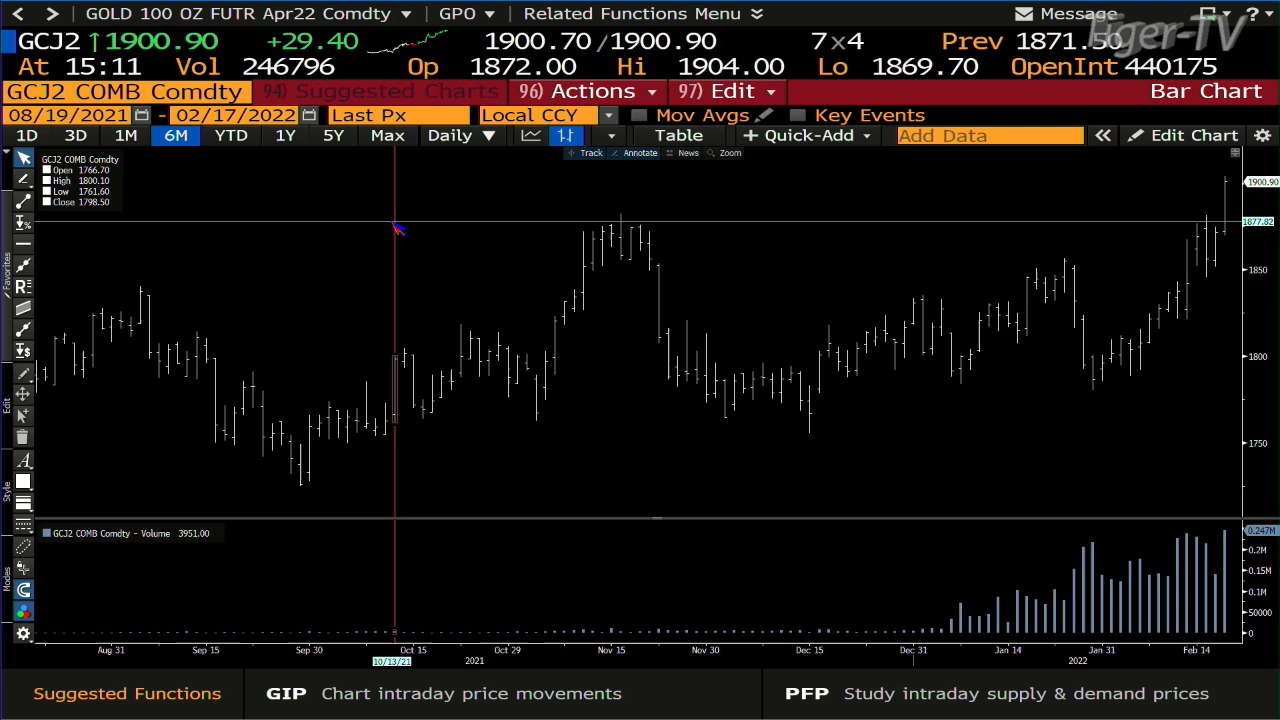 GOLD 100 OZ FUTR Apr22 Comdty GPO Related Functions Menu Message ?
Tiger-TV
GCJ2 ↑1900.90 +29.40 1900.70 /1900.90 7×4 Prev 1871.50
At 15:11 Vol 246796 Op 1872.00 Hi 1904.00 Lo 1869.70 OpenInt 440175
GCJ2 COMB Comdty 94) Suggested Charts 96) Actions 97) Edit Bar Chart
08/19/2021 - 02/17/2022 Last Px Local CCY Mov Avgs Key Events
1D 3D 1M 6M YTD 1Y 5Y Max Daily ▼ Table + Quick-Add Add Data « Edit Chart
Track Annotate News Zoom
GCJ2 COMB Comdty
Open 1766.70
High 1800.10
Low 1761.60
Close 1798.50
1900.90
1877.82
1850
1800
1750
Favorites
Edit
Style
Modes
GCJ2 COMB Comdty - Volume 3951.00
0.247M
0.2M
0.15M
0.1M
50000
0
Aug 31 Sep 15 Sep 30 Oct 15 Oct 29 Nov 15 Nov 30 Dec 15 Dec 31 Jan 14 Jan 31 Feb 14
10/13/21 2021 2022
Suggested Functions GIP Chart intraday price movements PFP Study intraday supply & demand prices